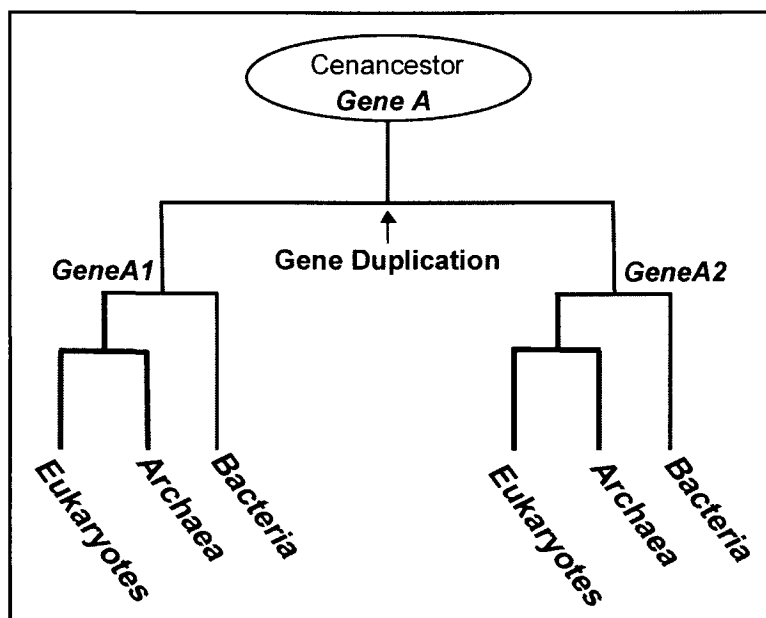 Cenancestor
Gene A
Gene Duplication
GeneA1
GeneA2
Eukaryotes
Archaea
Bacteria
Eukaryotes
Archaea
Bacteria